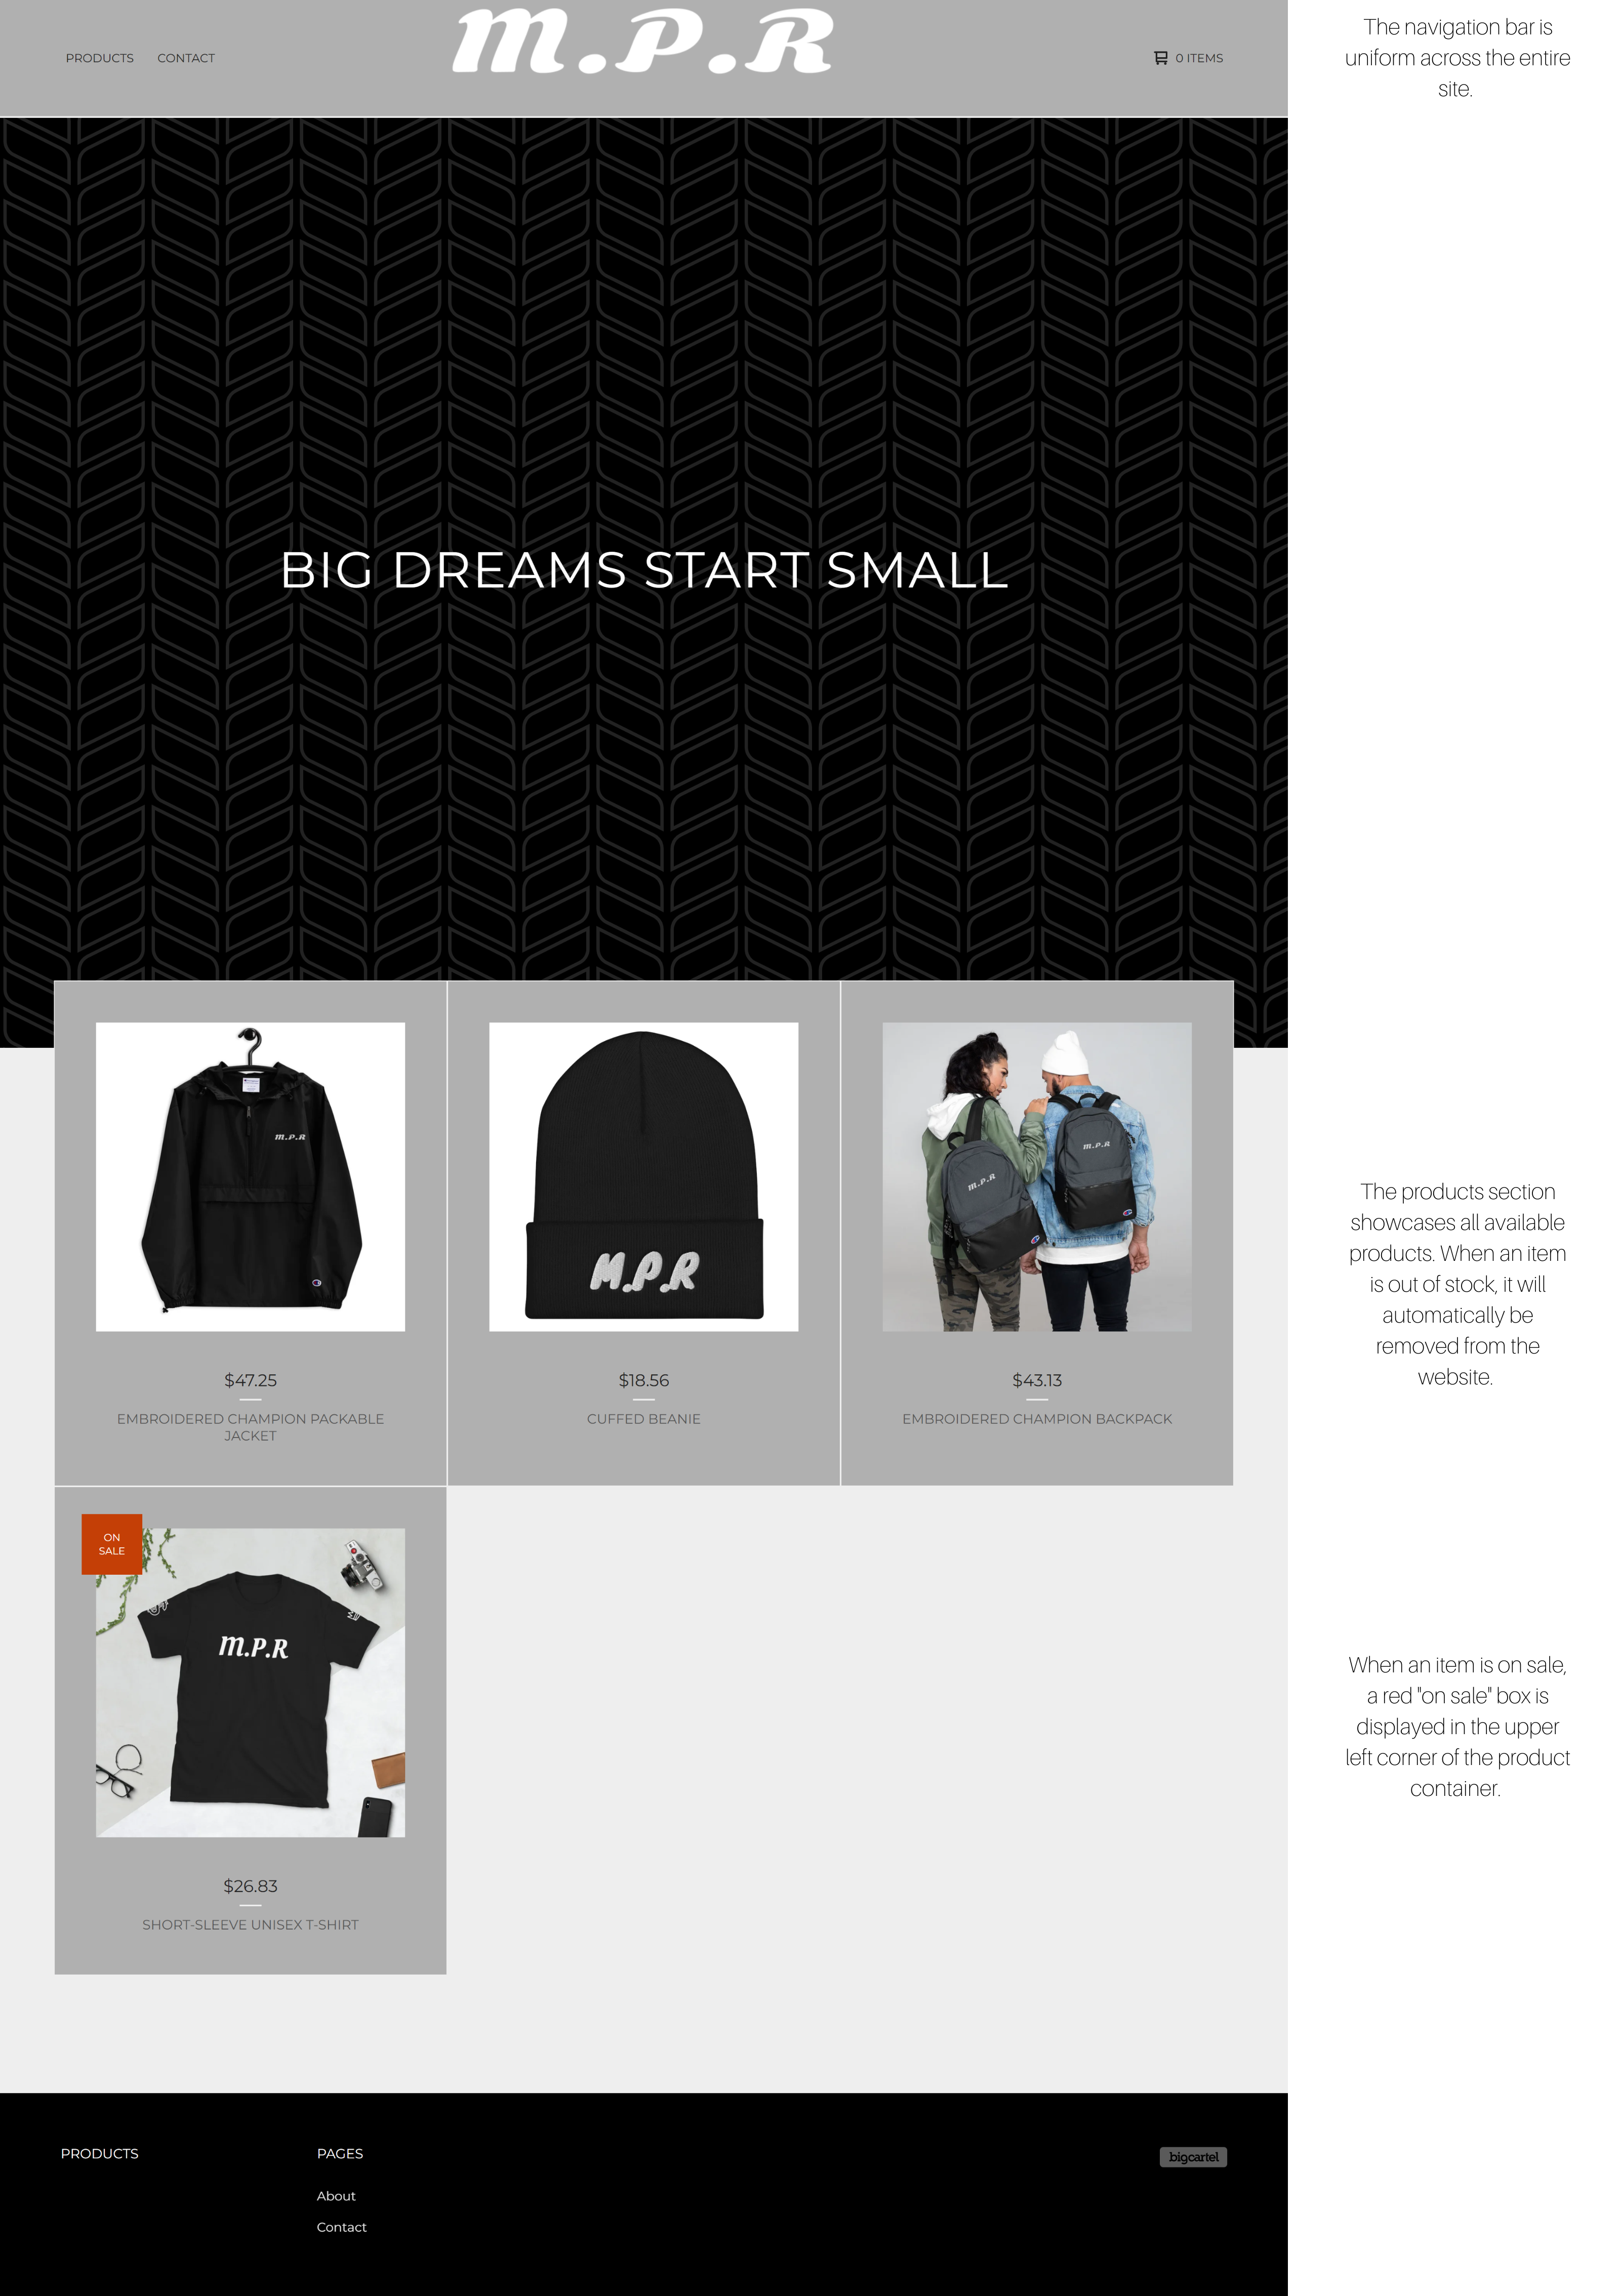 M.P.R
PRODUCTS CONTACT
0 ITEMS
The navigation bar is
uniform across the entire
site.
BIG DREAMS START SMALL
M.P.R
M.P.R
M.P.R
M.P.R
$47.25
EMBROIDERED CHAMPION PACKABLE
JACKET
$18.56
CUFFED BEANIE
$43.13
EMBROIDERED CHAMPION BACKPACK
The products section
showcases all available
products. When an item
is out of stock, it will
automatically be
removed from the
website.
ON
SALE
M.P.R
$26.83
SHORT-SLEEVE UNISEX T-SHIRT
When an item is on sale,
a red "on sale" box is
displayed in the upper
left corner of the product
container.
PRODUCTS
PAGES
About
Contact
bigcartel